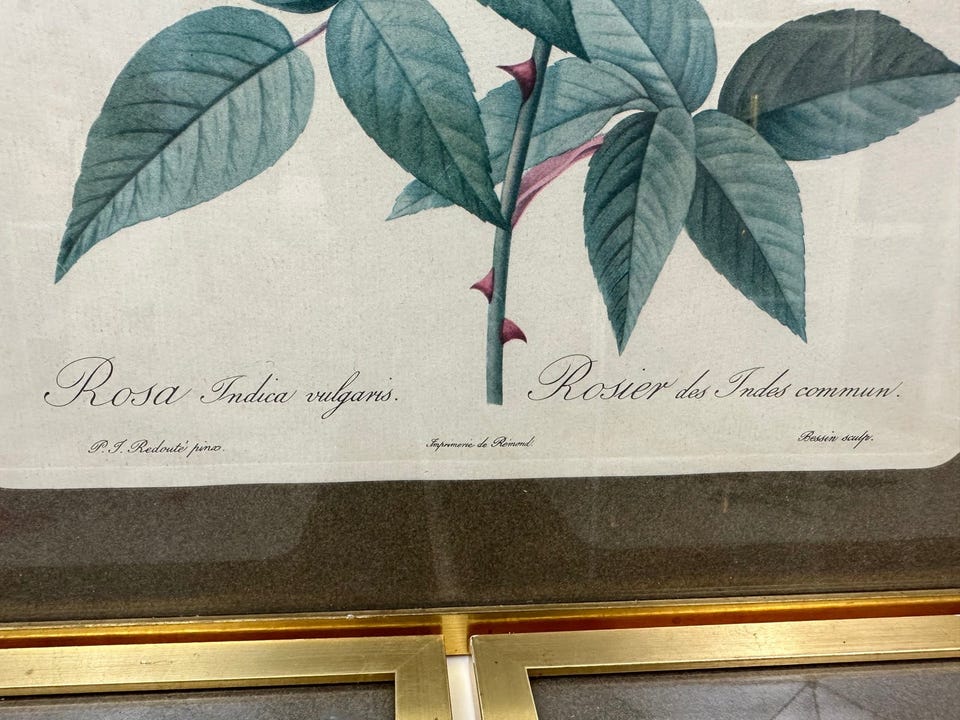 Rosa Indica vulgaris.
Rosier des Indes commun.
P. J. Redouté pinx.
Imprimerie de Rémond.
Bessin sculp.